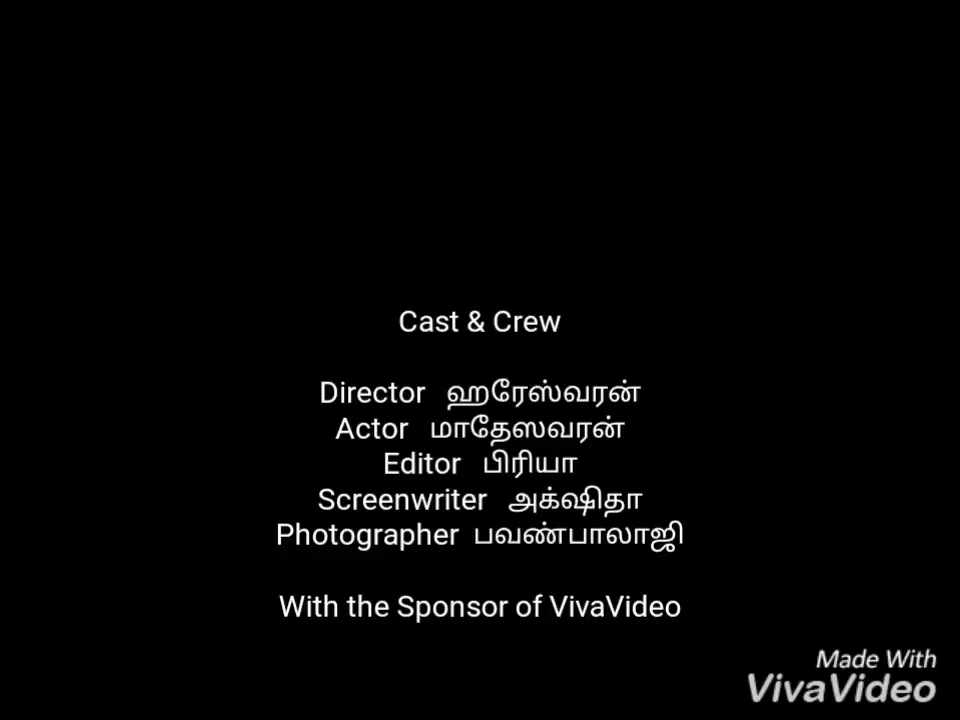 Cast & Crew
Director ஹரேஸ்வரன்
Actor மாதேஸவரன்
Editor பிரியா
Screenwriter அக்ஷிதா
Photographer பவண்பாலாஜி
With the Sponsor of VivaVideo
Made With
VivaVideo